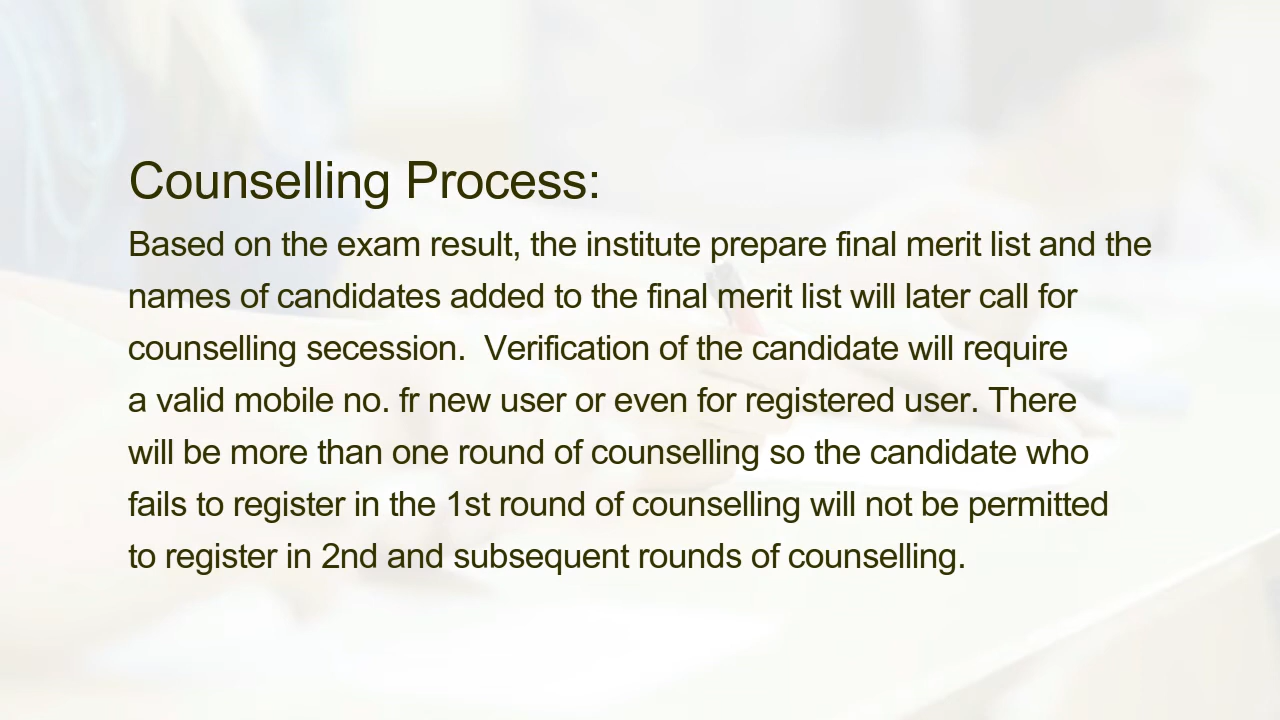 Counselling Process:
Based on the exam result, the institute prepare final merit list and the
names of candidates added to the final merit list will later call for
counselling secession.  Verification of the candidate will require
a valid mobile no. fr new user or even for registered user. There
will be more than one round of counselling so the candidate who
fails to register in the 1st round of counselling will not be permitted
to register in 2nd and subsequent rounds of counselling.